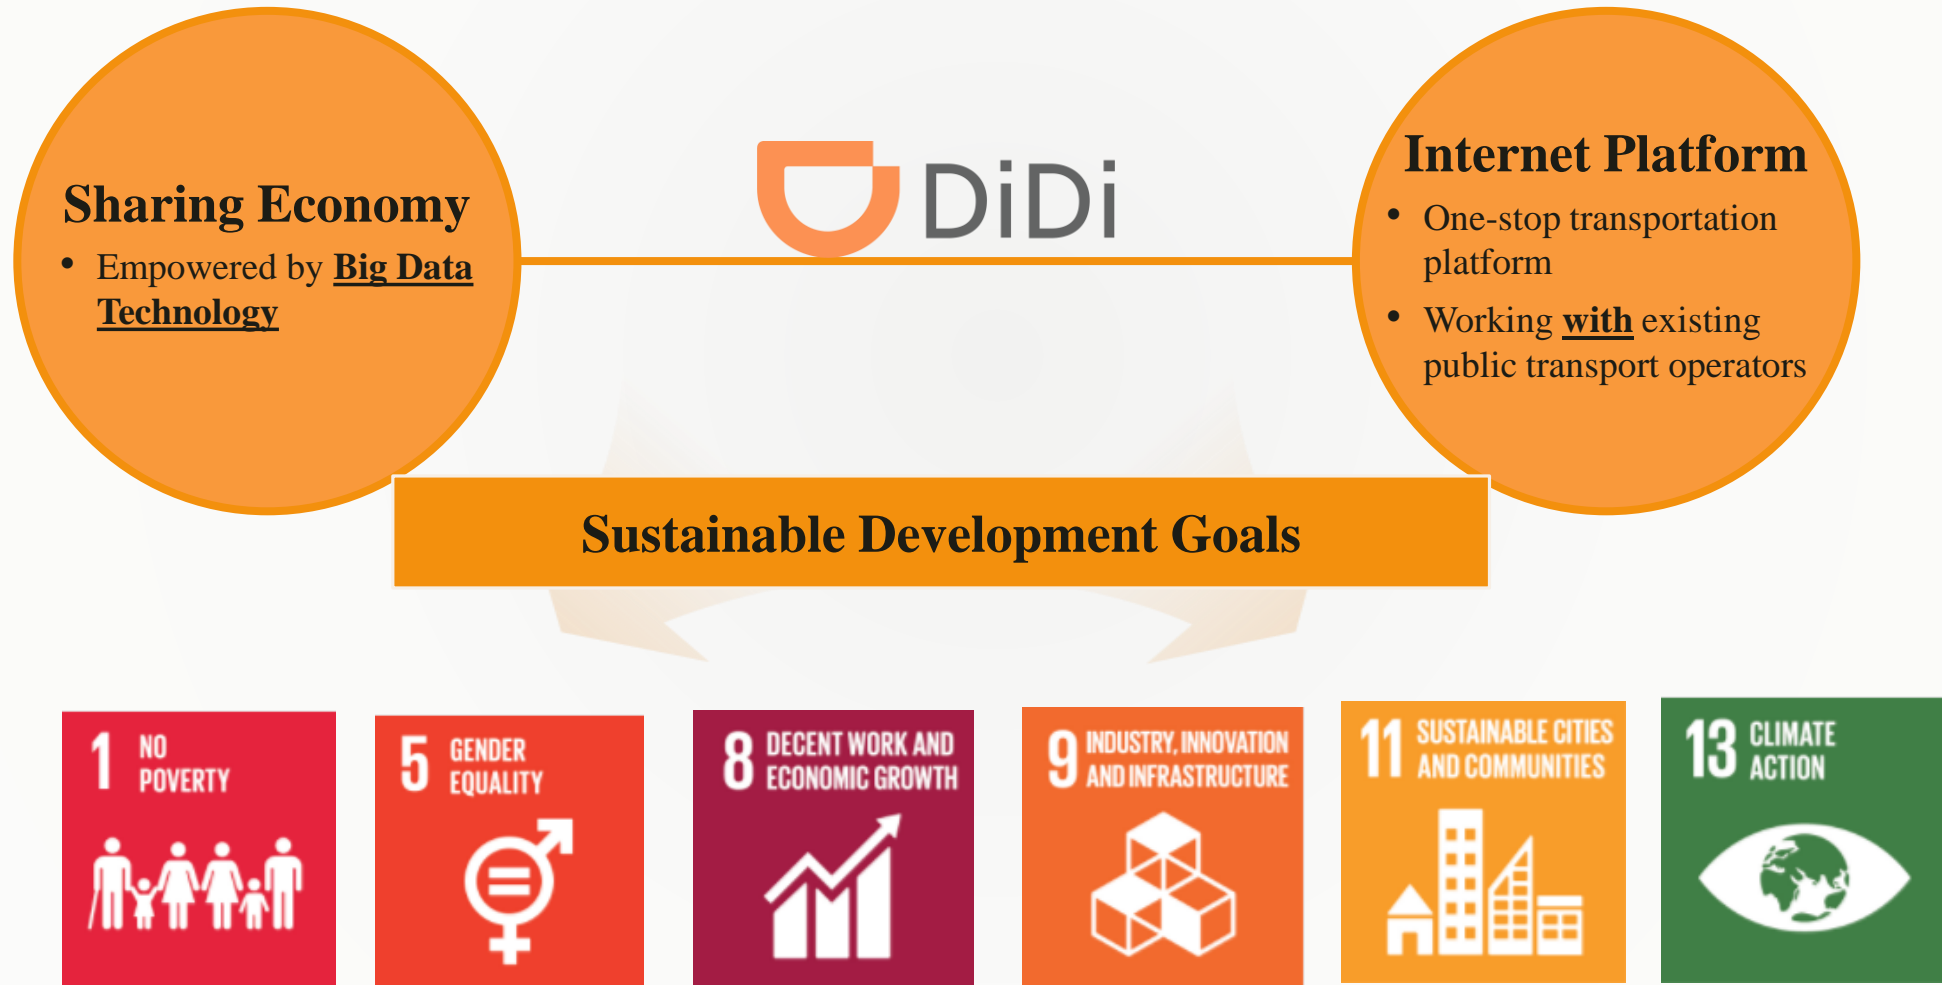 Sharing Economy
• Empowered by Big Data
Technology
DiDi
Internet Platform
• One-stop transportation
platform
• Working with existing
public transport operators
Sustainable Development Goals
1 NO
POVERTY
5 GENDER
EQUALITY
8 DECENT WORK AND
ECONOMIC GROWTH
9 INDUSTRY, INNOVATION
AND INFRASTRUCTURE
11 SUSTAINABLE CITIES
AND COMMUNITIES
13 CLIMATE
ACTION